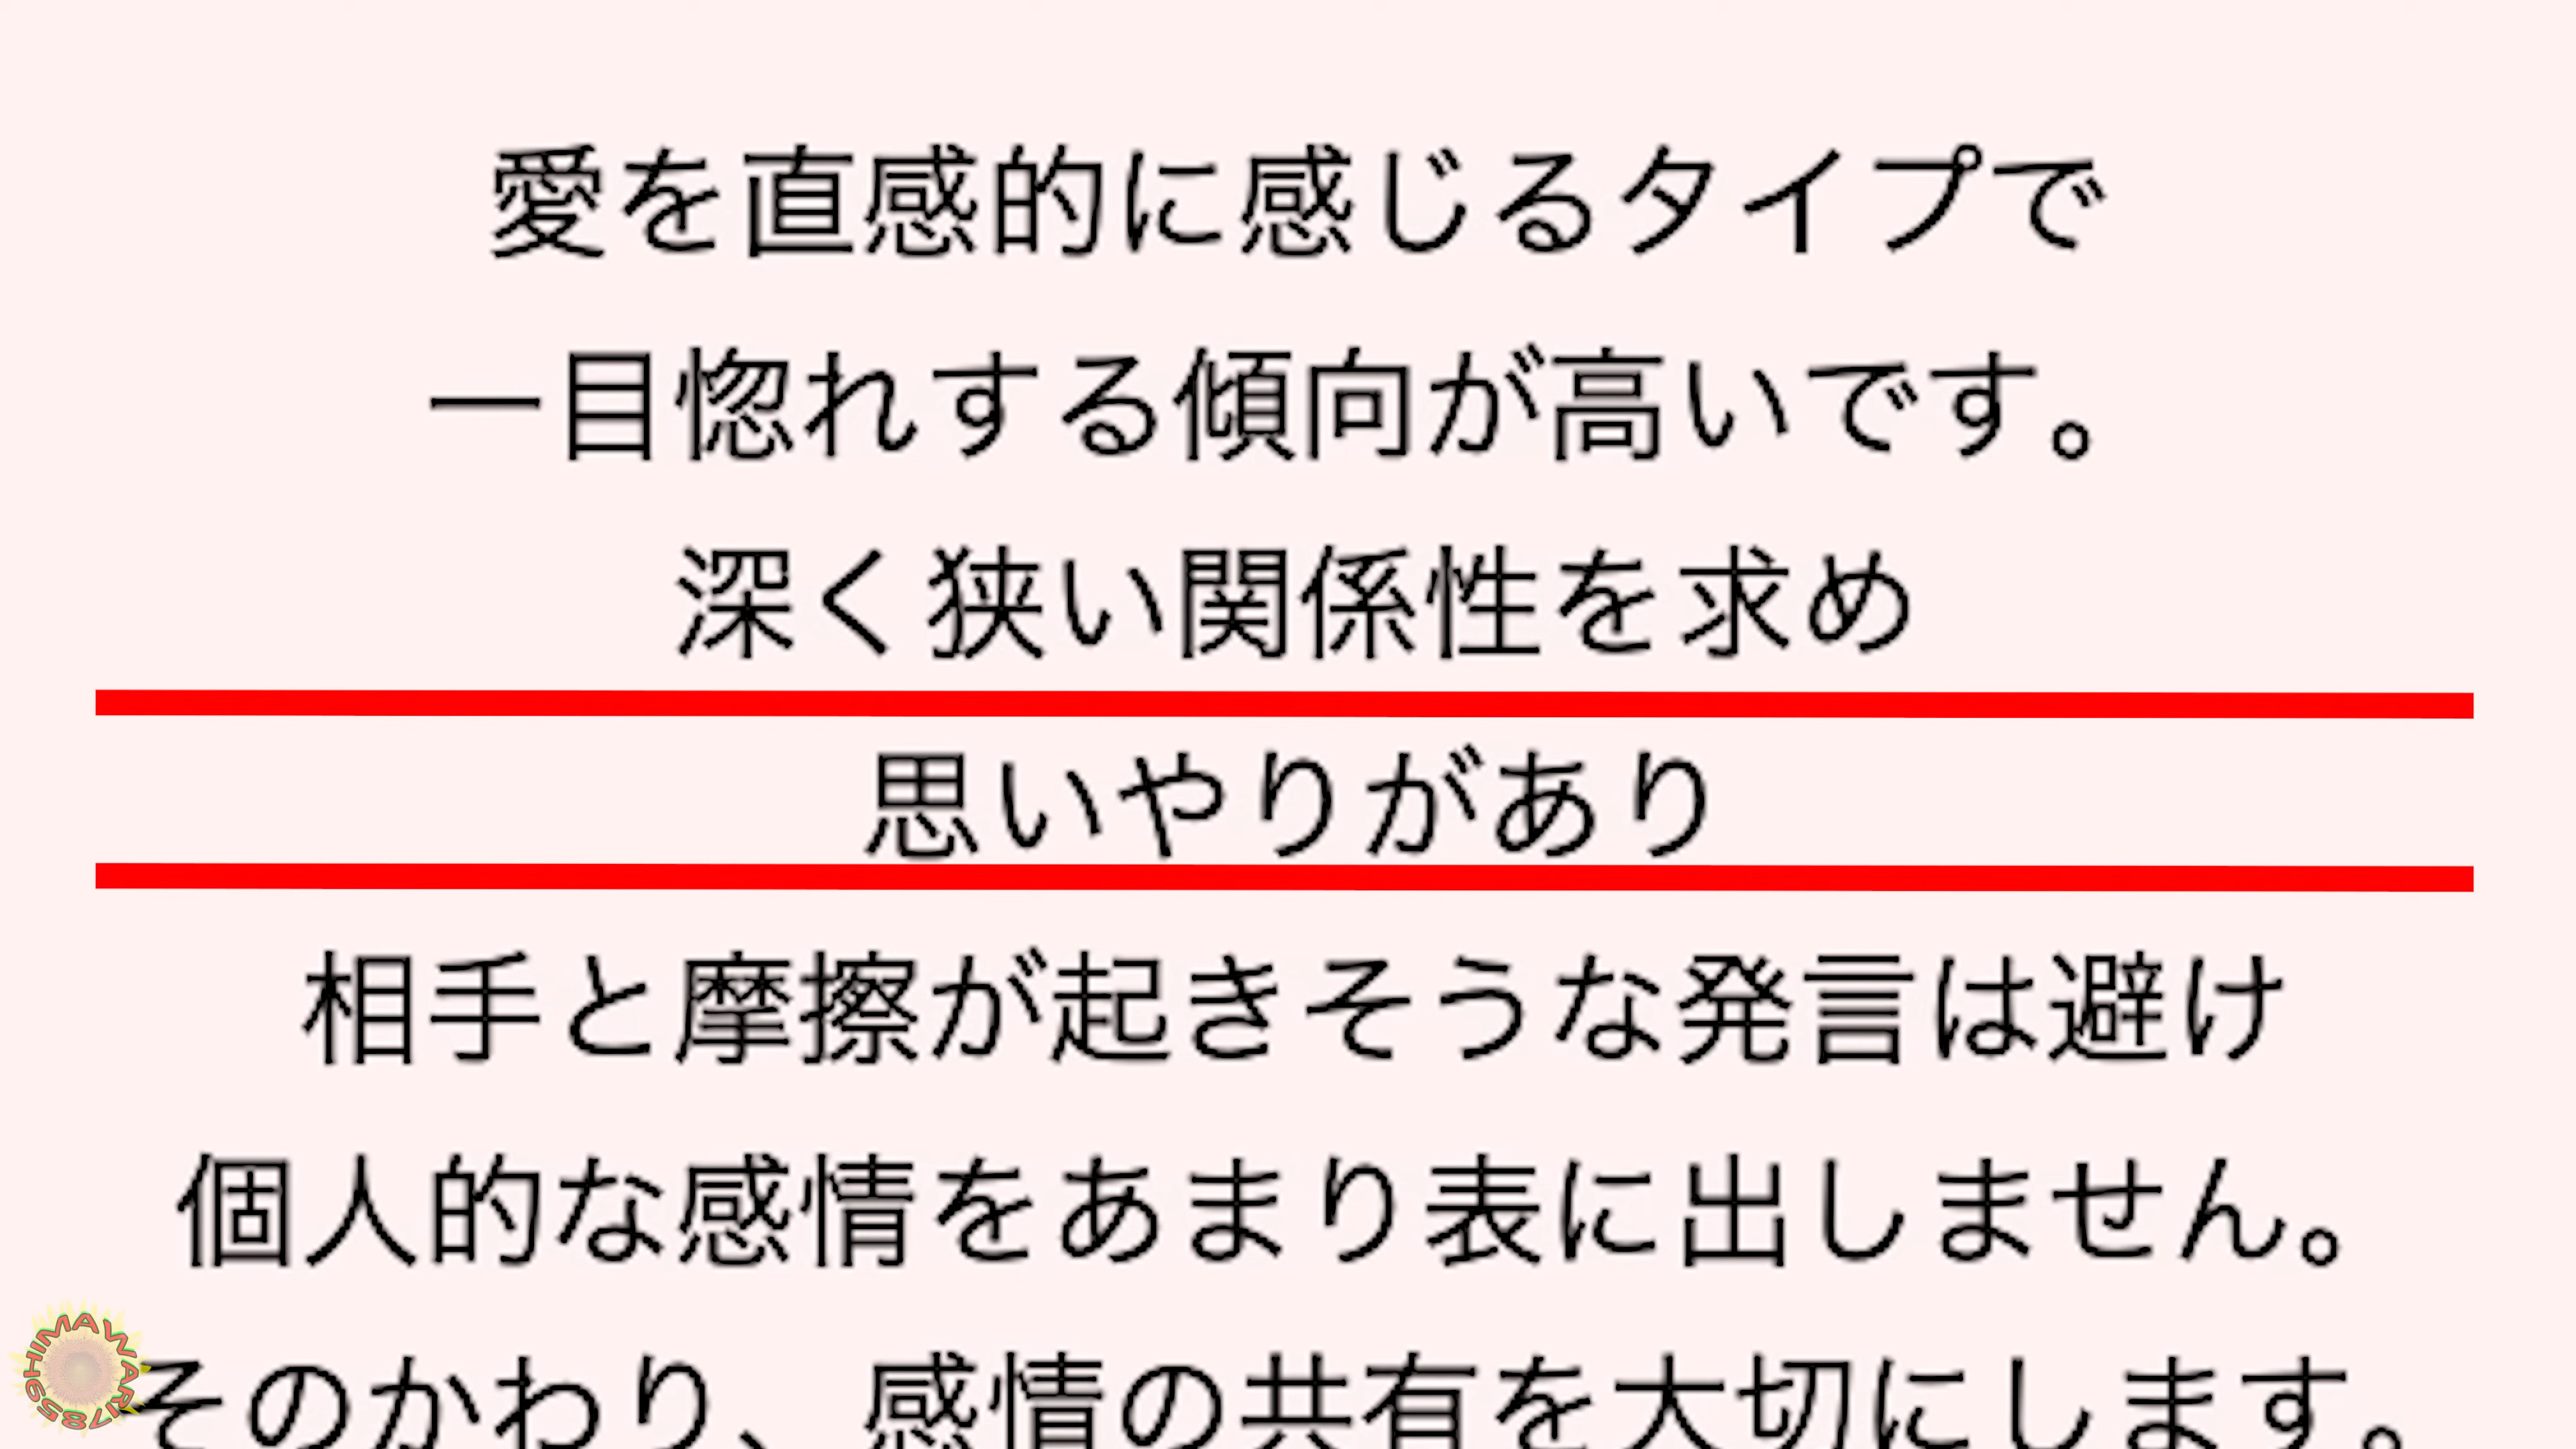 愛を直感的に感じるタイプで
一目惚れする傾向が高いです。
深く狭い関係性を求め
思いやりがあり
相手と摩擦が起きそうな発言は避け
個人的な感情をあまり表に出しません。
そのかわり、感情の共有を大切にします。
HIMAWARI78596